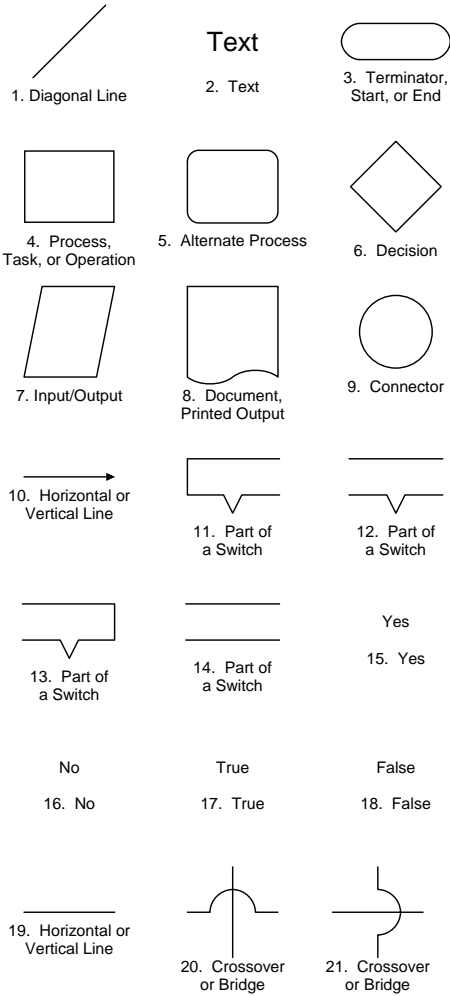 Text
1. Diagonal Line
2. Text
3. Terminator,
Start, or End
4. Process,
Task, or Operation
5. Alternate Process
6. Decision
7. Input/Output
8. Document,
Printed Output
9. Connector
10. Horizontal or
Vertical Line
11. Part of
a Switch
12. Part of
a Switch
13. Part of
a Switch
14. Part of
a Switch
Yes
15. Yes
No
16. No
True
17. True
False
18. False
19. Horizontal or
Vertical Line
20. Crossover
or Bridge
21. Crossover
or Bridge